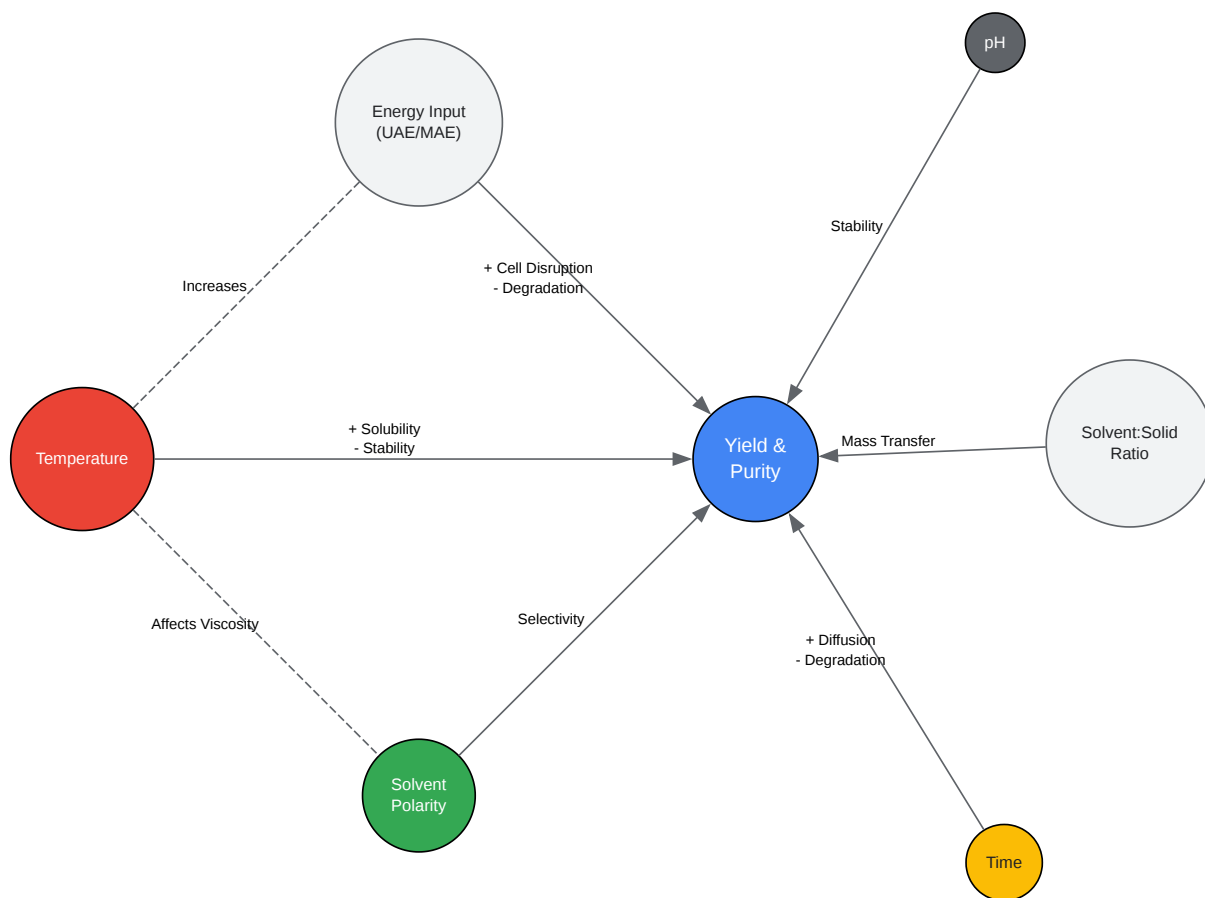 pH
Energy Input
(UAE/MAE)
Stability
+ Cell Disruption
- Degradation
Increases
+ Solubility
- Stability
Temperature
Yield &
Purity
Mass Transfer
Solvent:Solid
Ratio
Affects Viscosity
Selectivity
+ Diffusion
- Degradation
Solvent
Polarity
Time